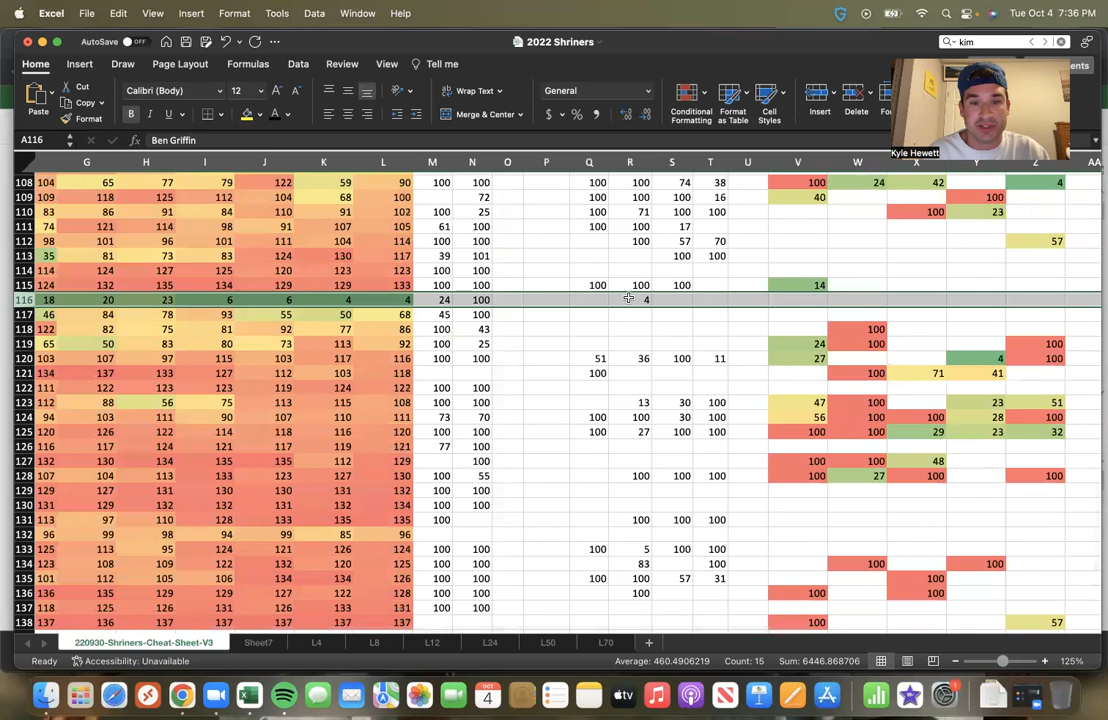 Excel File Edit View Insert Format Tools Data Window Help Tue Oct 4 7:36 PM
AutoSave OFF 2022 Shriners kim
Home Insert Draw Page Layout Formulas Data Review View Tell me
Paste Cut Copy Format
Calibri (Body) 12
B I U
Wrap Text
Merge & Center
General
Conditional Formatting Format as Table Cell Styles Insert Delete
Kyle Hewett
A116 fx Ben Griffin
G H I J K L M N O P Q R S T U V W X Y Z
108 104 65 77 79 122 59 90 100 100 100 100 74 38 100 24 42 4
109 109 118 125 112 104 68 100 72 100 100 100 16 40 100
110 83 86 91 84 110 91 102 100 25 100 71 100 100 100 23
111 74 121 114 98 91 107 105 61 100 100 100 17
112 98 101 96 101 111 104 114 100 100 100 57 70 57
113 35 81 73 83 124 130 117 39 101 100 100
114 114 124 127 125 120 123 123 100 100
115 124 132 135 134 129 129 133 100 100 100 100 100 14
116 18 20 23 6 6 4 4 24 100 4
117 46 84 78 93 55 50 68 45 100
118 122 82 75 81 92 77 86 100 43 100
119 65 50 83 80 73 113 92 100 25 24 100 100
120 103 107 97 115 103 117 116 100 100 51 36 100 11 27 4 100
121 134 137 133 127 112 103 118 100 100 71 41
122 111 122 123 123 119 124 122 100 100
123 112 88 56 75 113 107 108 100 100 13 30 100 47 100 23 51
124 94 103 111 90 107 110 111 73 70 100 100 30 100 56 100 100 28 100
125 120 126 122 114 118 116 119 100 100 100 27 100 100 100 100 29 23 32
126 116 117 124 121 117 119 121 77 100
127 132 130 134 135 135 112 129 100 100 100 48
128 107 104 113 133 123 127 130 100 55 100 100 100 100 27 100
129 129 127 131 130 130 131 132 100 100
130 131 129 132 132 131 132 134 100 100
131 113 97 110 128 133 135 135 100 100 100 100
132 96 99 98 94 99 85 96
133 125 113 95 124 121 126 124 100 100 100 5 100 100
134 123 108 109 122 133 133 131 83 100 100 100
135 101 112 105 106 134 134 126 100 100 100 100 57 31 100
136 136 135 129 129 132 132 133 100 100 100 100 100
137 118 125 126 131 126 133 131 100 100
138 137 136 137 137 137 137 137 100 57
220930-Shriners-Cheat-Sheet-V3 Sheet7 L4 L8 L12 L24 L50 L70
Ready Accessibility: Unavailable Average: 460.4906219 Count: 15 Sum: 6446.868706 125%
OCT 4 tv